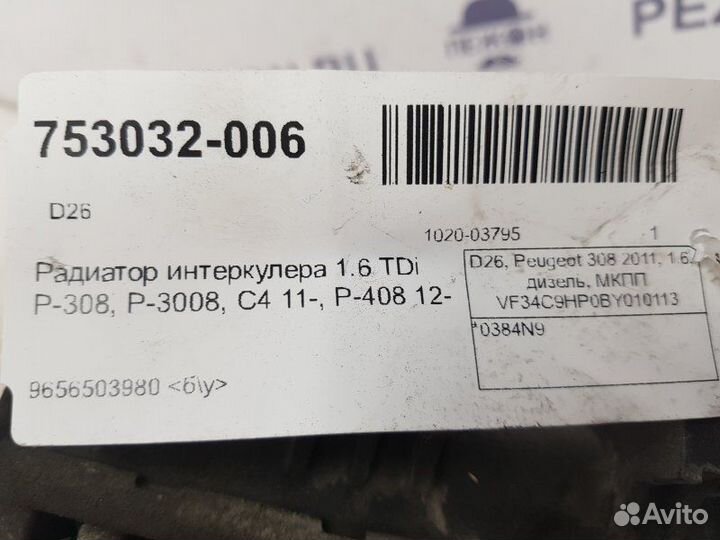 РЕЖОН
753032-006
D26
1020-03795 1
Радиатор интеркулера 1.6 TDi
P-308, P-3008, C4 11-, P-408 12-
D26, Peugeot 308 2011, 1.6,
дизель, МКПП
VF34C9HP0BY010113
*0384N9
9656503980 <б\у>
Avito